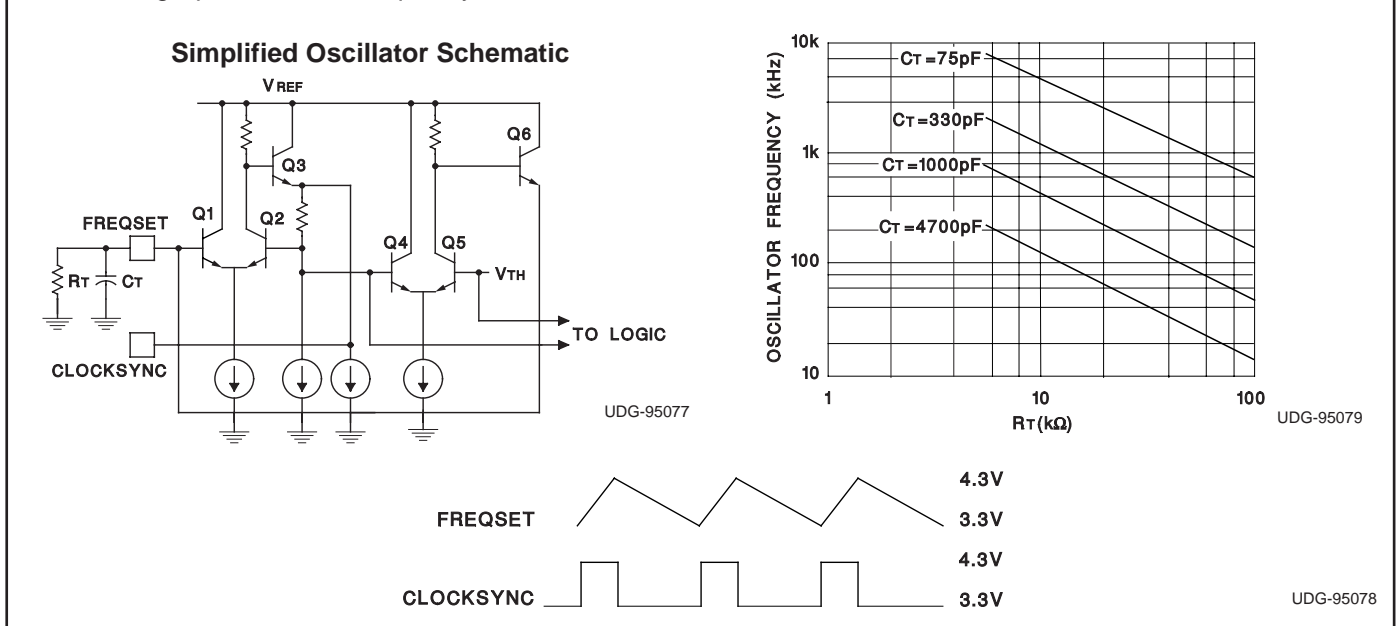 Simplified Oscillator Schematic
VREF
Q6
Q3
Q1
Q2
FREQSET
Q4
Q5
RT
CT
VTH
TO LOGIC
CLOCKSYNC
UDG-95077
OSCILLATOR FREQUENCY (kHz)
10k
CT=75pF
CT=330pF
1k
CT=1000pF
CT=4700pF
100
10
1
10
100
RT(kΩ)
UDG-95079
4.3V
FREQSET
3.3V
4.3V
CLOCKSYNC
3.3V
UDG-95078